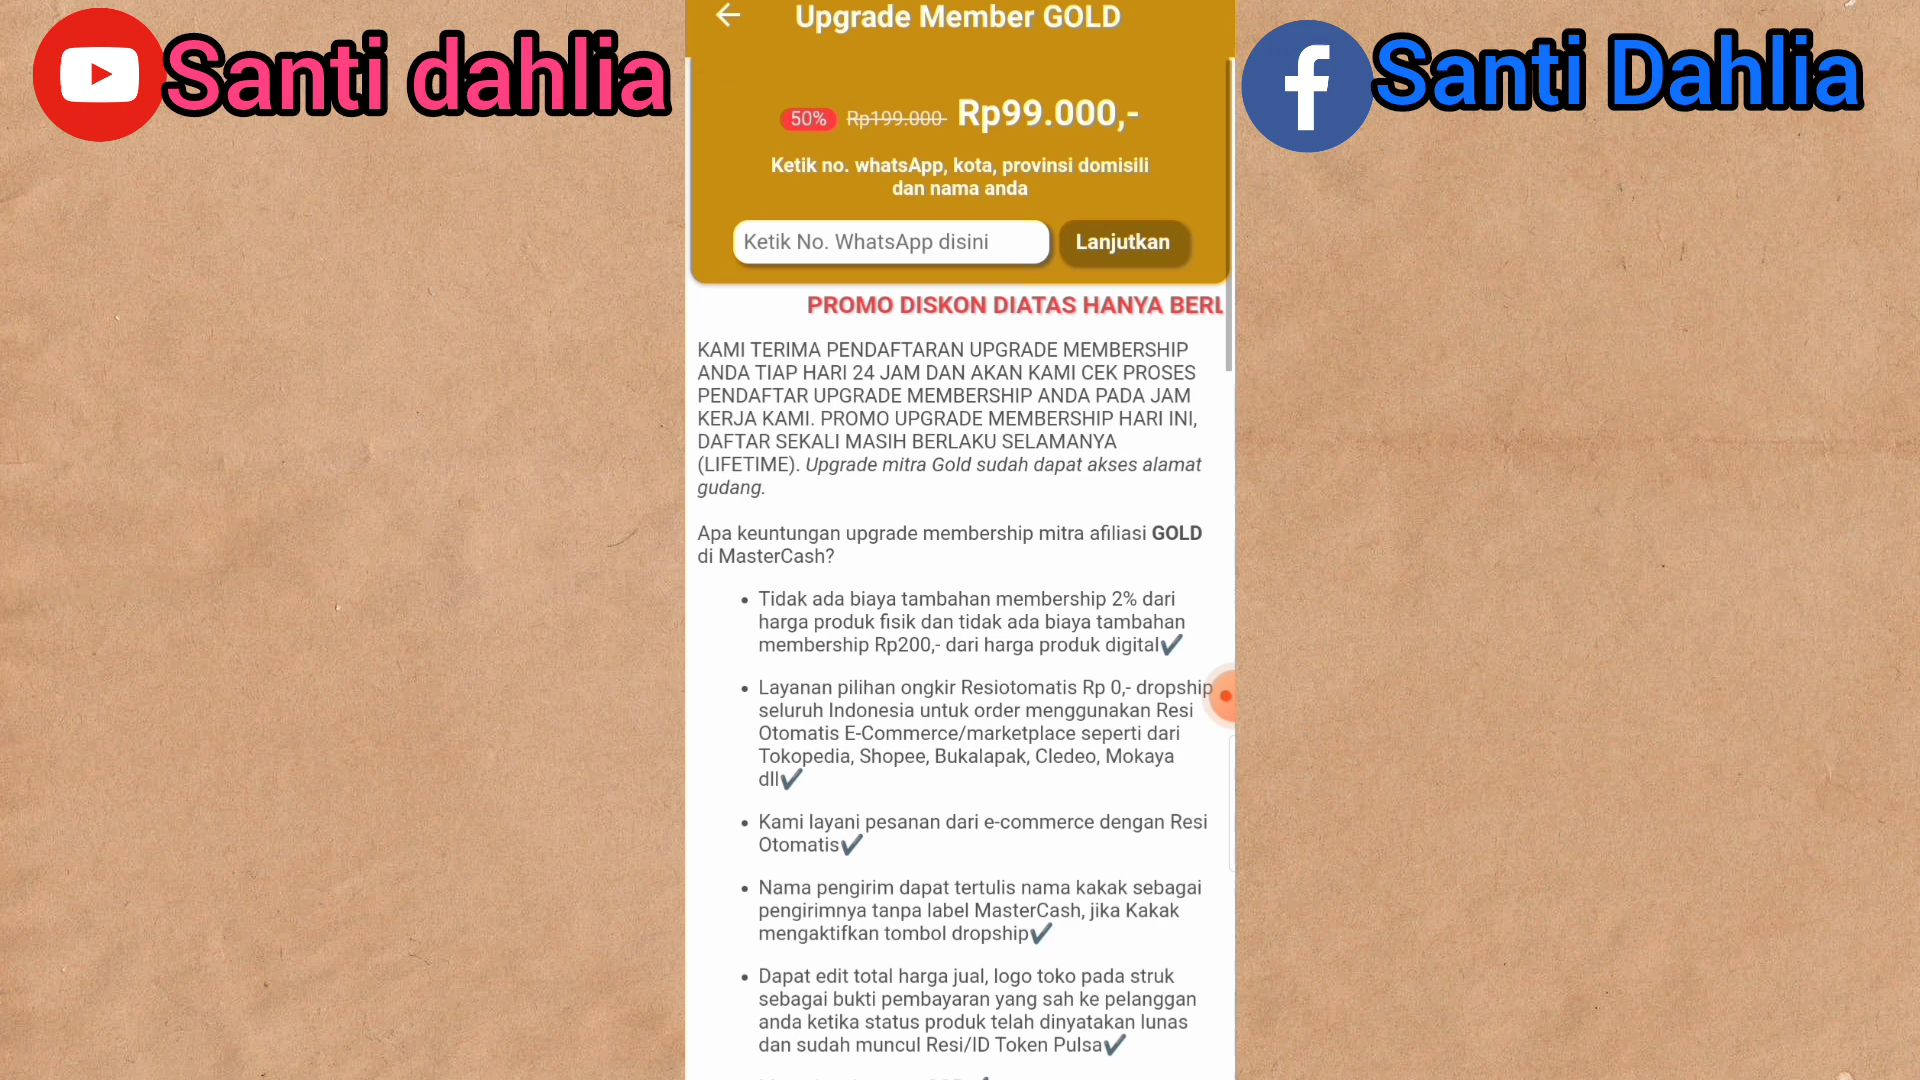 Santi dahlia
Santi Dahlia
Upgrade Member GOLD
50% Rp199.000 Rp99.000,-
Ketik no. whatsApp, kota, provinsi domisili
dan nama anda
Ketik No. WhatsApp disini
Lanjutkan
PROMO DISKON DIATAS HANYA
KAMI TERIMA PENDAFTARAN UPGRADE MEMBERSHIP
ANDA TIAP HARI 24 JAM DAN AKAN KAMI CEK PROSES
PENDAFTAR UPGRADE MEMBERSHIP ANDA PADA JAM
KERJA KAMI. PROMO UPGRADE MEMBERSHIP HARI INI,
DAFTAR SEKALI MASIH BERLAKU SELAMANYA
(LIFETIME). Upgrade mitra Gold sudah dapat akses alamat
gudang.
Apa keuntungan upgrade membership mitra afiliasi GOLD
di MasterCash?
• Tidak ada biaya tambahan membership 2% dari
harga produk fisik dan tidak ada biaya tambahan
membership Rp200,- dari harga produk digital✔
• Layanan pilihan ongkir Resiotomatis Rp 0,- dropship
seluruh Indonesia untuk order menggunakan Resi
Otomatis E-Commerce/marketplace seperti dari
Tokopedia, Shopee, Bukalapak, Cledeo, Mokaya
dll✔
• Kami layani pesanan dari e-commerce dengan Resi
Otomatis✔
• Nama pengirim dapat tertulis nama kakak sebagai
pengirimnya tanpa label MasterCash, jika Kakak
mengaktifkan tombol dropship✔
• Dapat edit total harga jual, logo toko pada struk
sebagai bukti pembayaran yang sah ke pelanggan
anda ketika status produk telah dinyatakan lunas
dan sudah muncul Resi/ID Token Pulsa✔